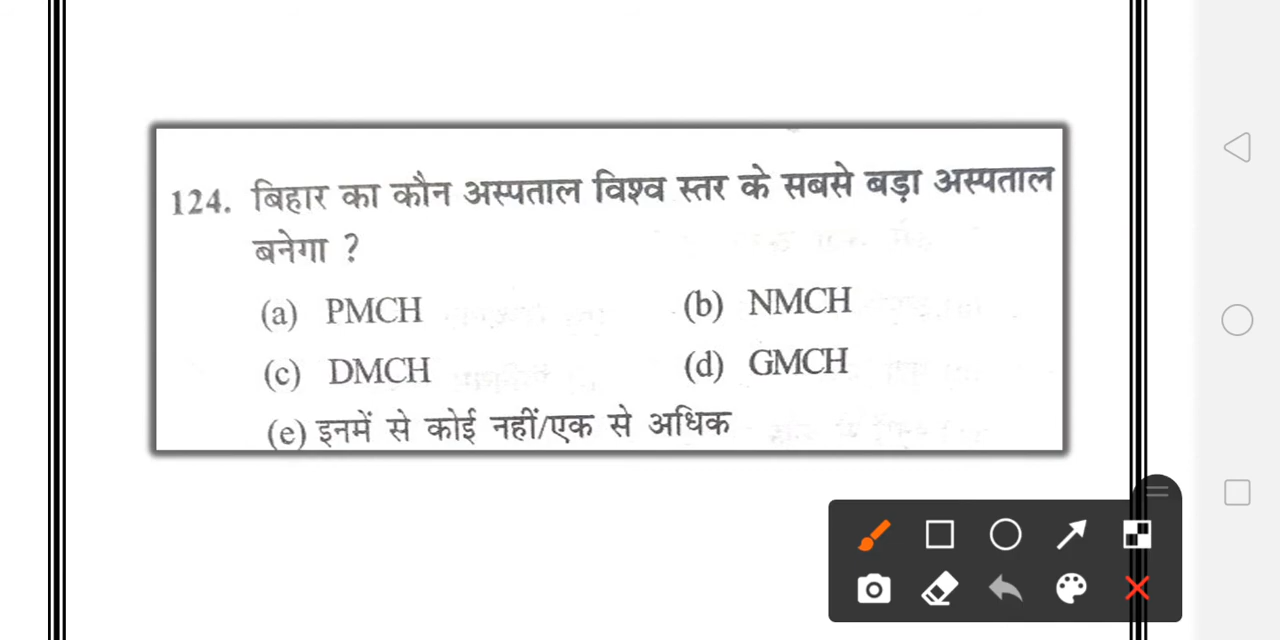 124. बिहार का कौन अस्पताल विश्व स्तर के सबसे बड़ा अस्पताल
बनेगा ?
(a) PMCH (b) NMCH
(c) DMCH (d) GMCH
(e) इनमें से कोई नहीं/एक से अधिक